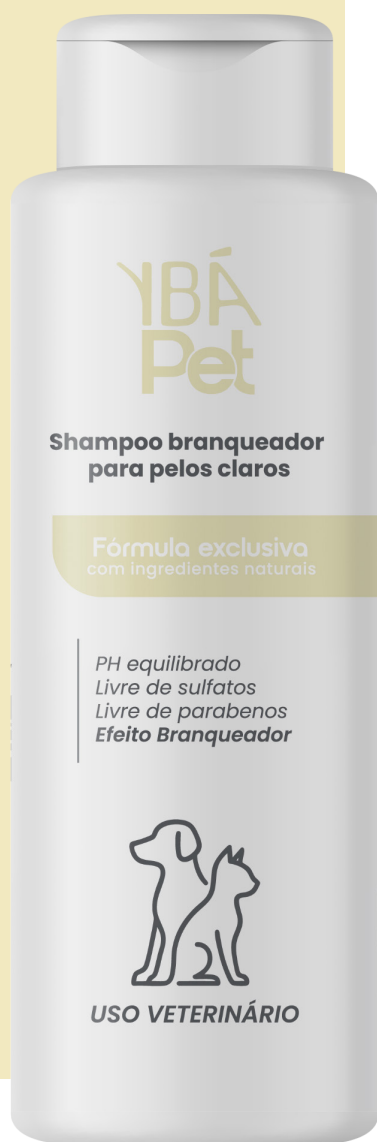 YBÁ
Pet
Shampoo branqueador
para pelos claros
Fórmula exclusiva
com ingredientes naturais
PH equilibrado
Livre de sulfatos
Livre de parabenos
Efeito Branqueador
USO VETERINÁRIO